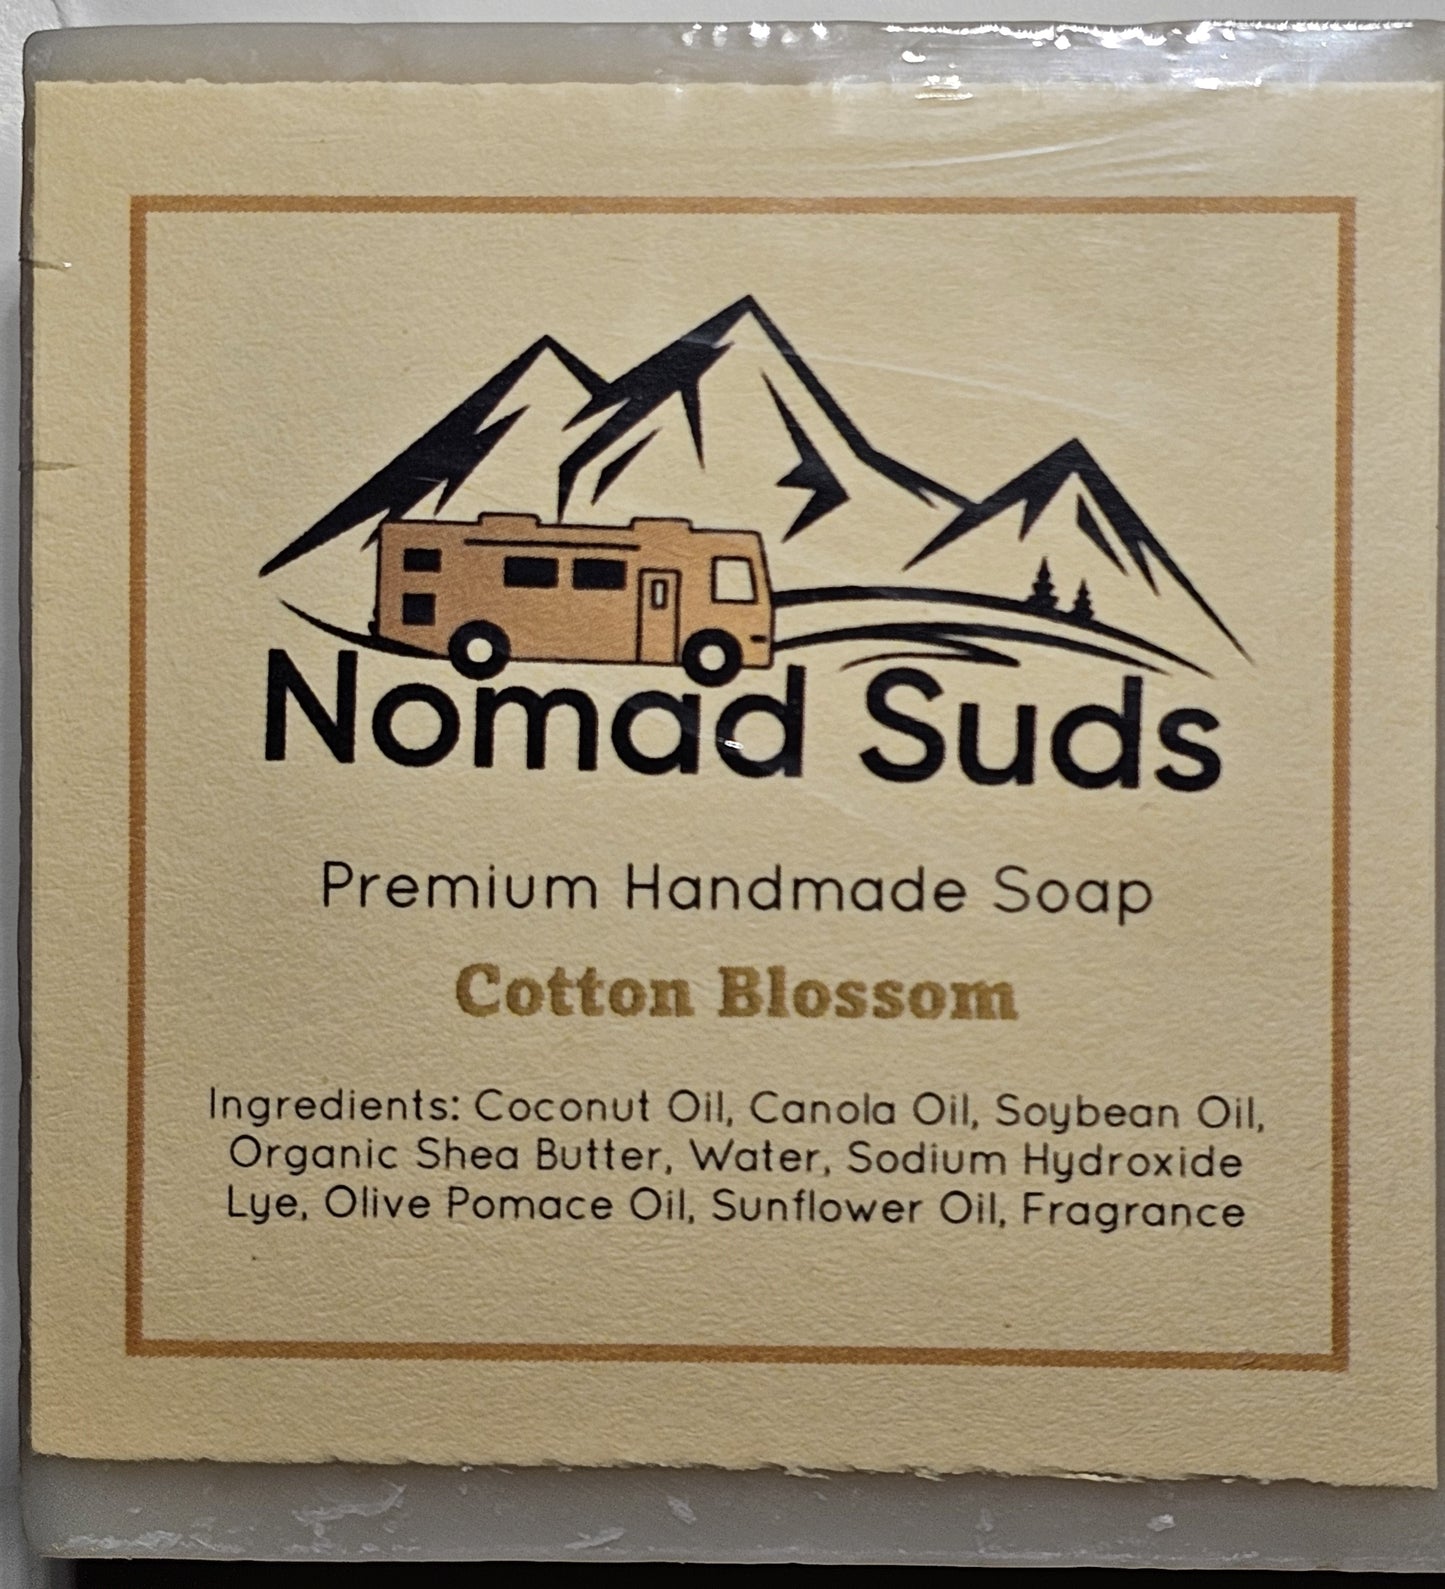 Nomad Suds
Premium Handmade Soap
Cotton Blossom
Ingredients: Coconut Oil, Canola Oil, Soybean Oil,
Organic Shea Butter, Water, Sodium Hydroxide
Lye, Olive Pomace Oil, Sunflower Oil, Fragrance